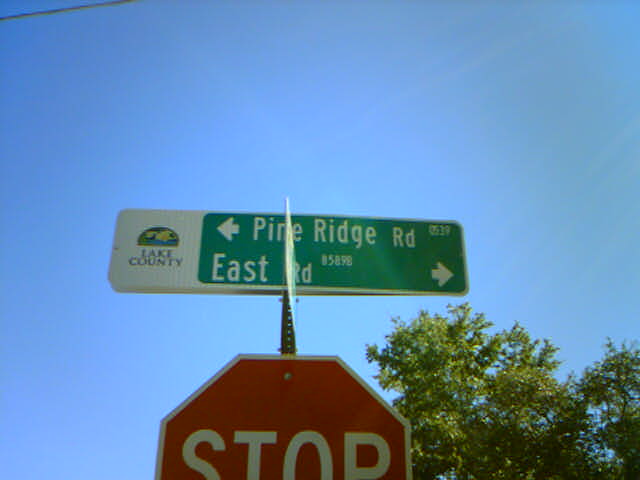 Pine Ridge Rd 0539
LAKE
COUNTY
East Rd 8589B
STOP